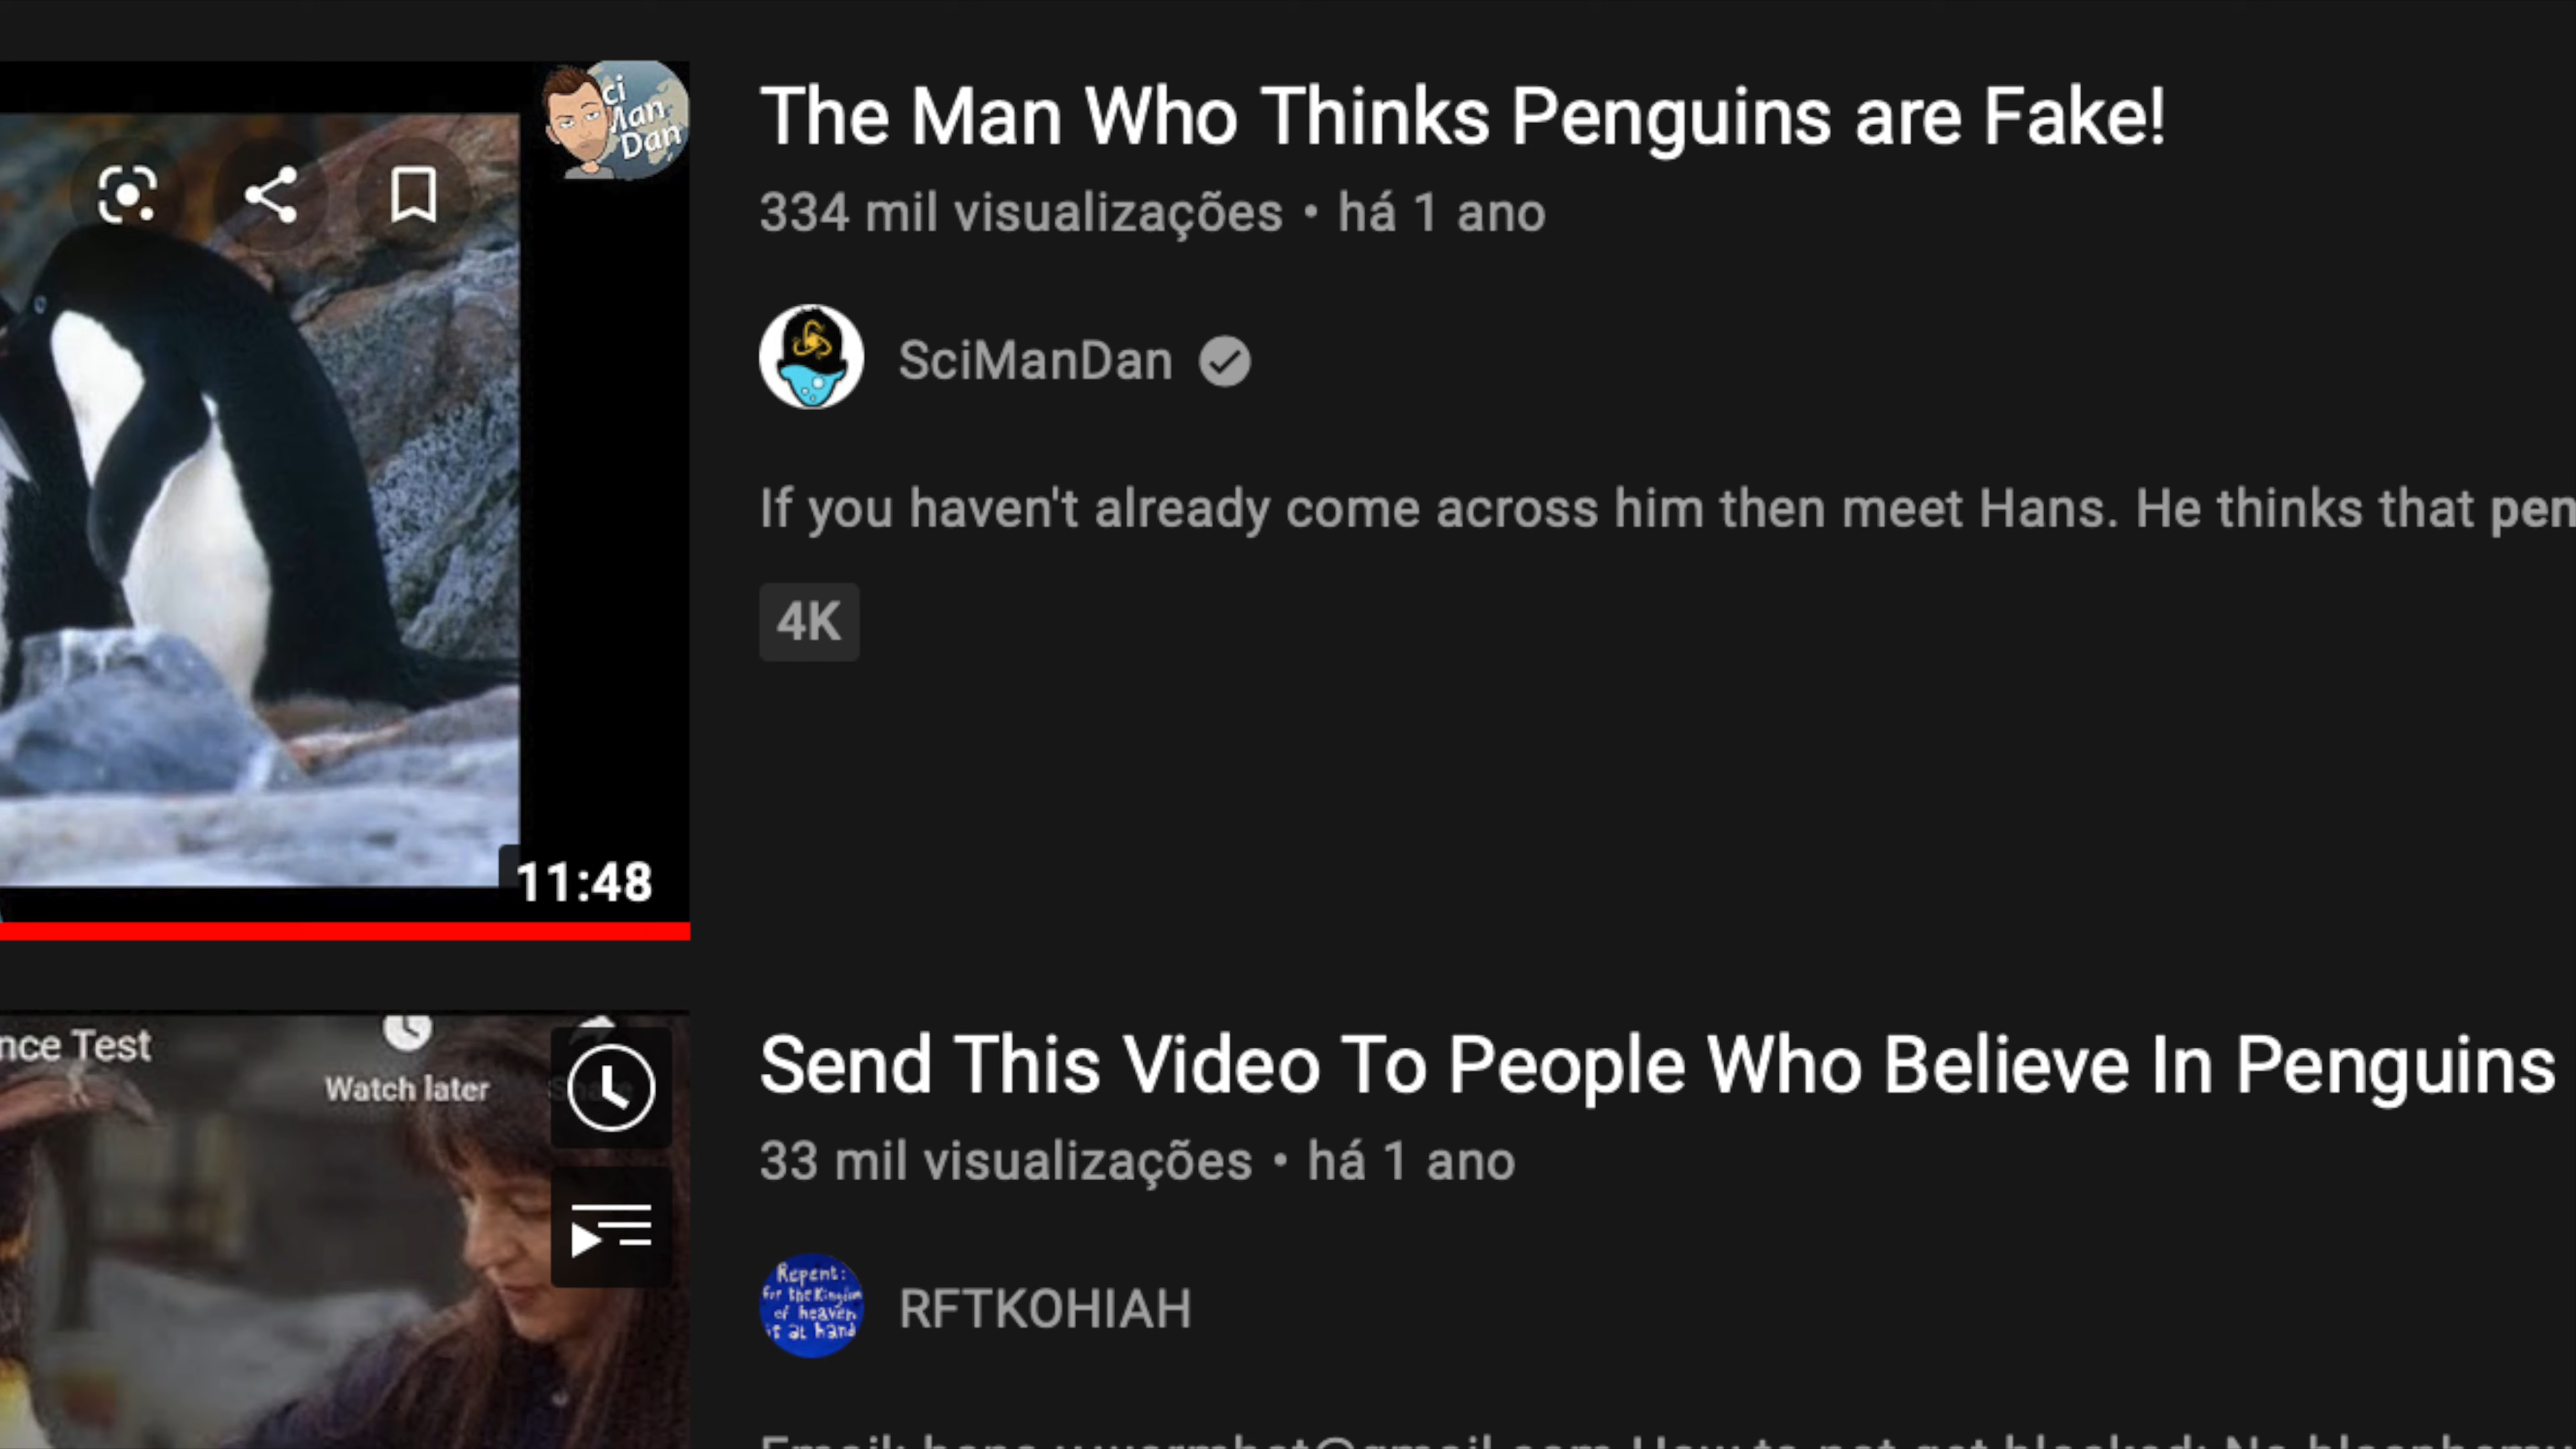 ci
Man
Dan
The Man Who Thinks Penguins are Fake!
334 mil visualizações • há 1 ano
SciManDan
If you haven't already come across him then meet Hans. He thinks that pen
4K
11:48
nce Test
Watch later
Send This Video To People Who Believe In Penguins
33 mil visualizações • há 1 ano
Repent:
for the Kingdom
of heaven
is at hand
RFTKOHIAH